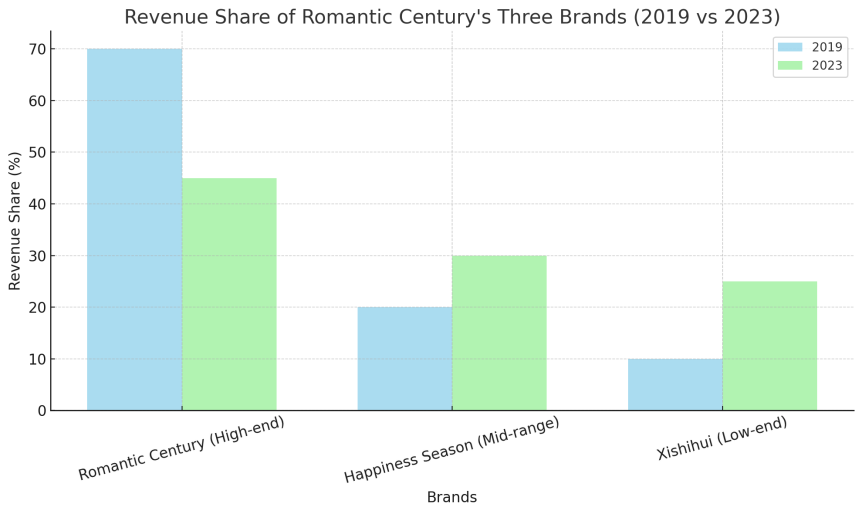 Revenue Share of Romantic Century's Three Brands (2019 vs 2023)
2019
2023
Revenue Share (%)
70
60
50
40
30
20
10
0
Romantic Century (High-end)
Happiness Season (Mid-range)
Xishihui (Low-end)
Brands